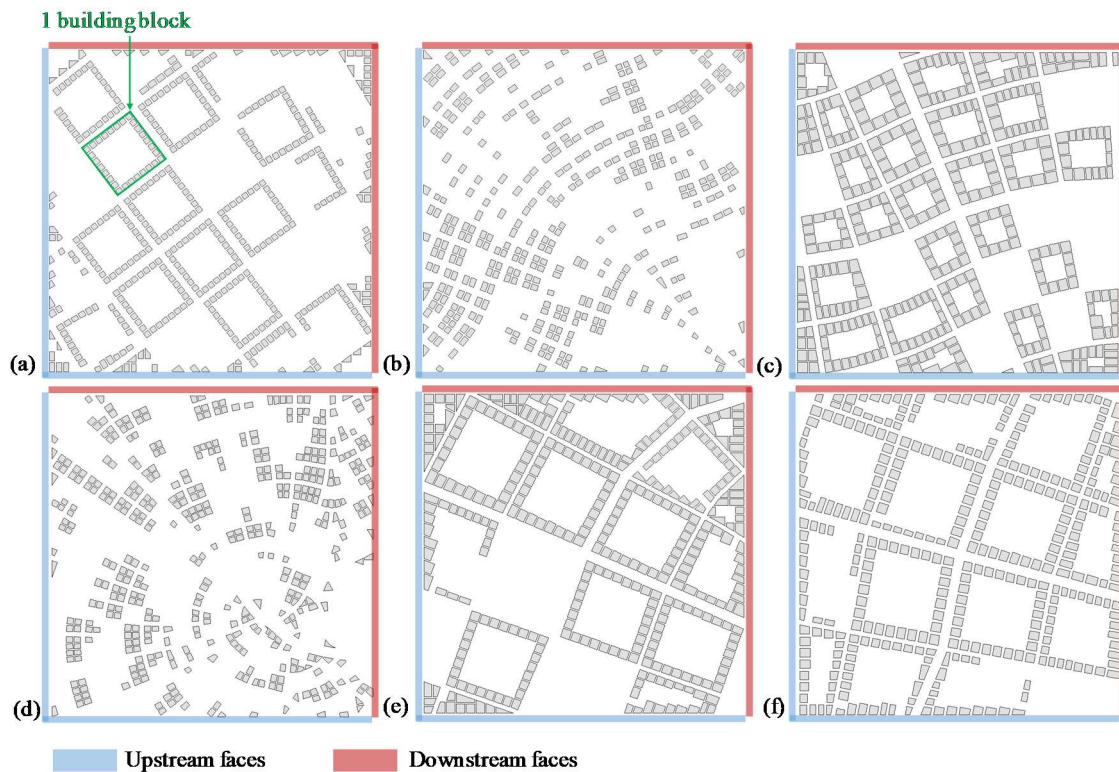 1 building block
(a)
(b)
(c)
(d)
(e)
(f)
Upstream faces
Downstream faces